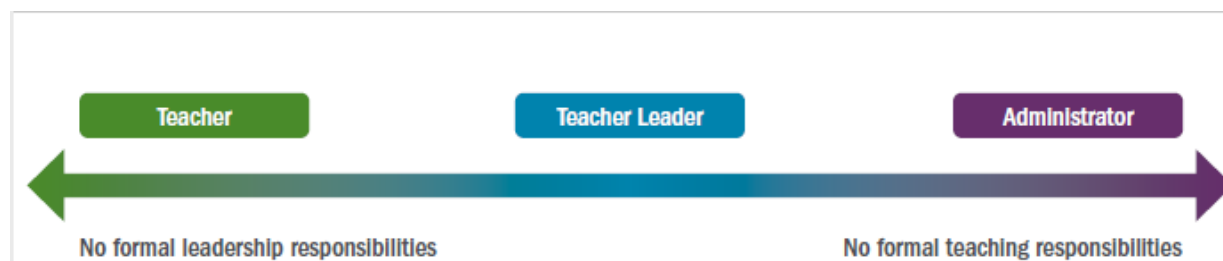 Teacher
Teacher Leader
Administrator
No formal leadership responsibilities
No formal teaching responsibilities